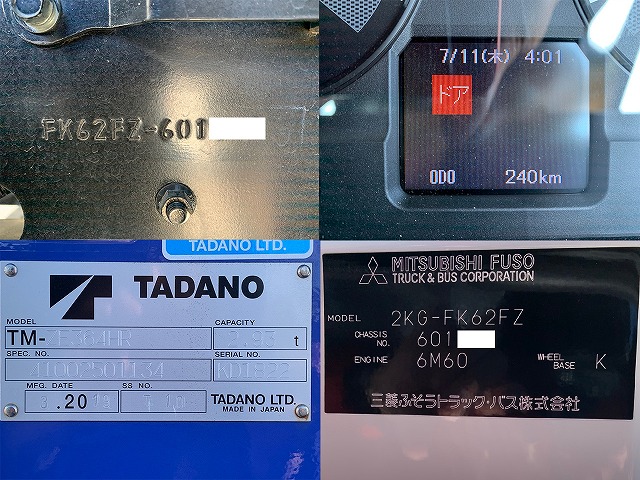 FK62FZ-601
7/11(木) 4:01
ドア
ODO 240km
TADANO LTD.
TADANO
MODEL CAPACITY
TM- t
SPEC. NO. SERIAL NO.
MFG. DATE SS NO.
.20 TADANO LTD.
MADE IN JAPAN
MITSUBISHI FUSO
TRUCK & BUS CORPORATION
MODEL 2KG-FK62FZ
CHASSIS NO. 601
ENGINE 6M60 WHEEL BASE K
三菱ふそうトラック・バス株式会社